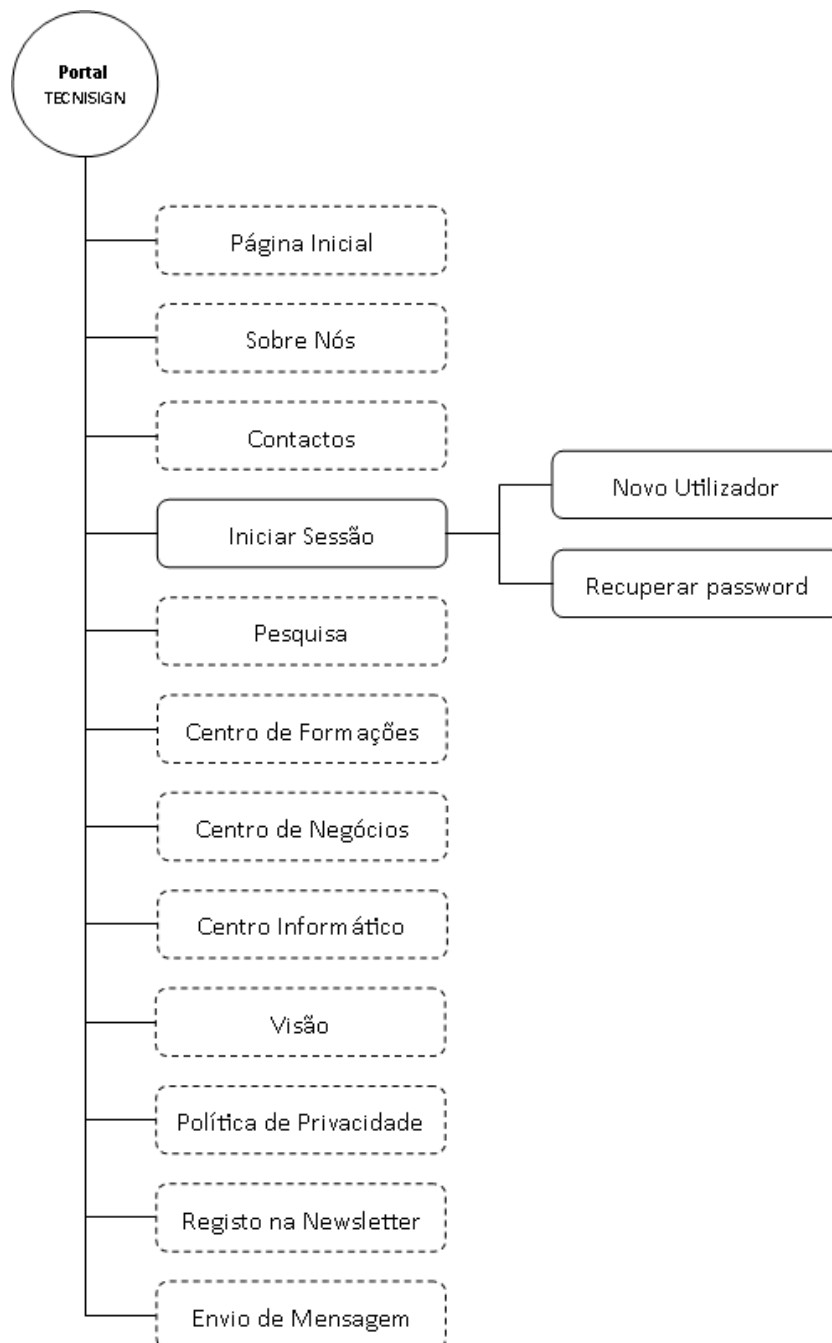 Portal
TECNISIGN
Página Inicial
Sobre Nós
Contactos
Iniciar Sessão
Novo Utilizador
Recuperar password
Pesquisa
Centro de Formações
Centro de Negócios
Centro Informático
Visão
Política de Privacidade
Registo na Newsletter
Envio de Mensagem